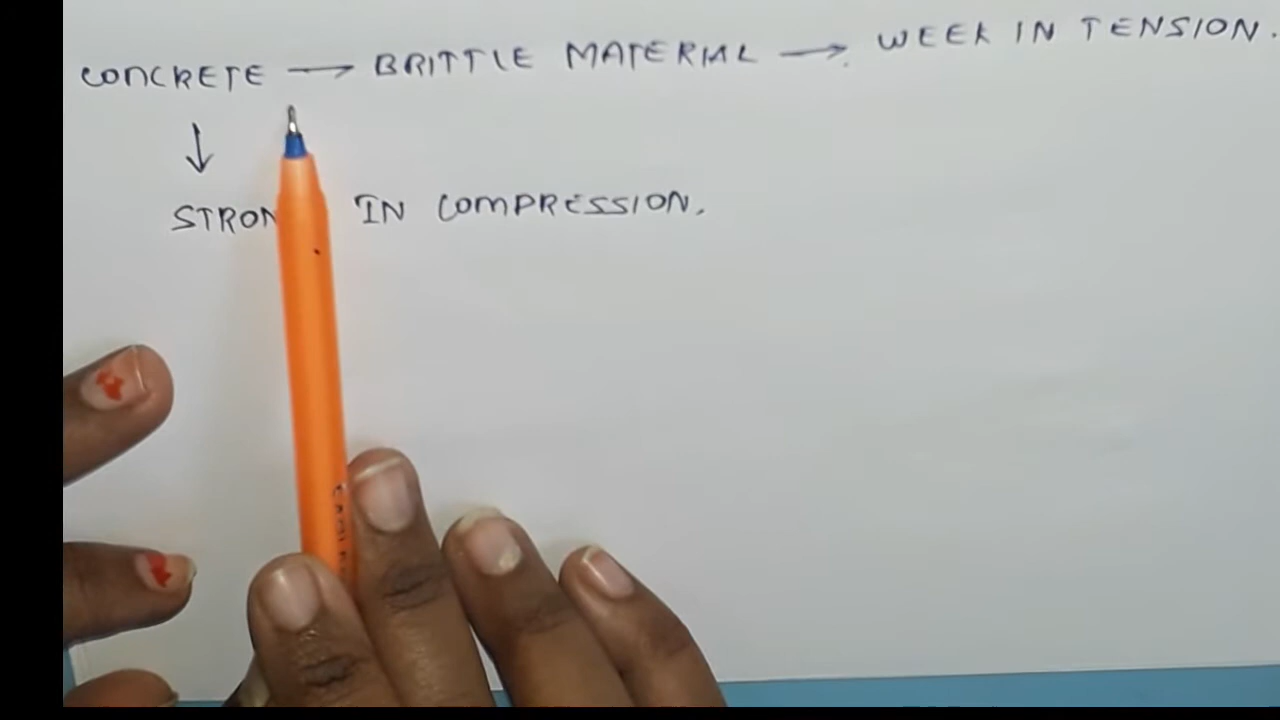 CONCRETE → BRITTLE MATERIAL → WEEK IN TENSION.
↓
STRON IN COMPRESSION.